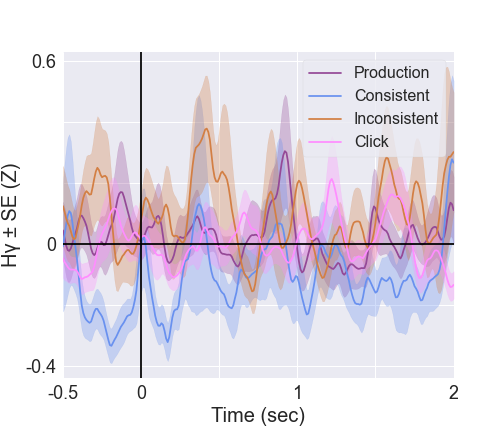 Production
Consistent
Inconsistent
Click
0.6
0
-0.4
Hγ ± SE (Z)
-0.5
0
1
2
Time (sec)